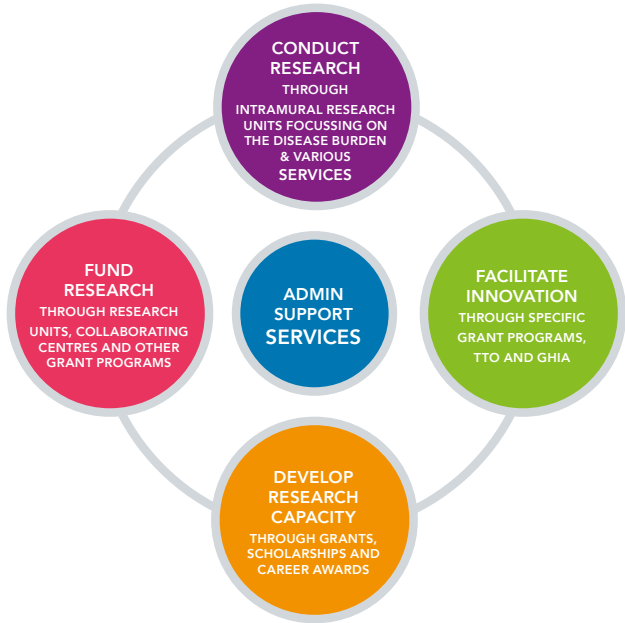 CONDUCT
RESEARCH
THROUGH
INTRAMURAL RESEARCH
UNITS FOCUSSING ON
THE DISEASE BURDEN
& VARIOUS
SERVICES
FUND
RESEARCH
THROUGH RESEARCH
UNITS, COLLABORATING
CENTRES AND OTHER
GRANT PROGRAMS
ADMIN
SUPPORT
SERVICES
FACILITATE
INNOVATION
THROUGH SPECIFIC
GRANT PROGRAMS,
TTO AND GHIA
DEVELOP
RESEARCH
CAPACITY
THROUGH GRANTS,
SCHOLARSHIPS AND
CAREER AWARDS